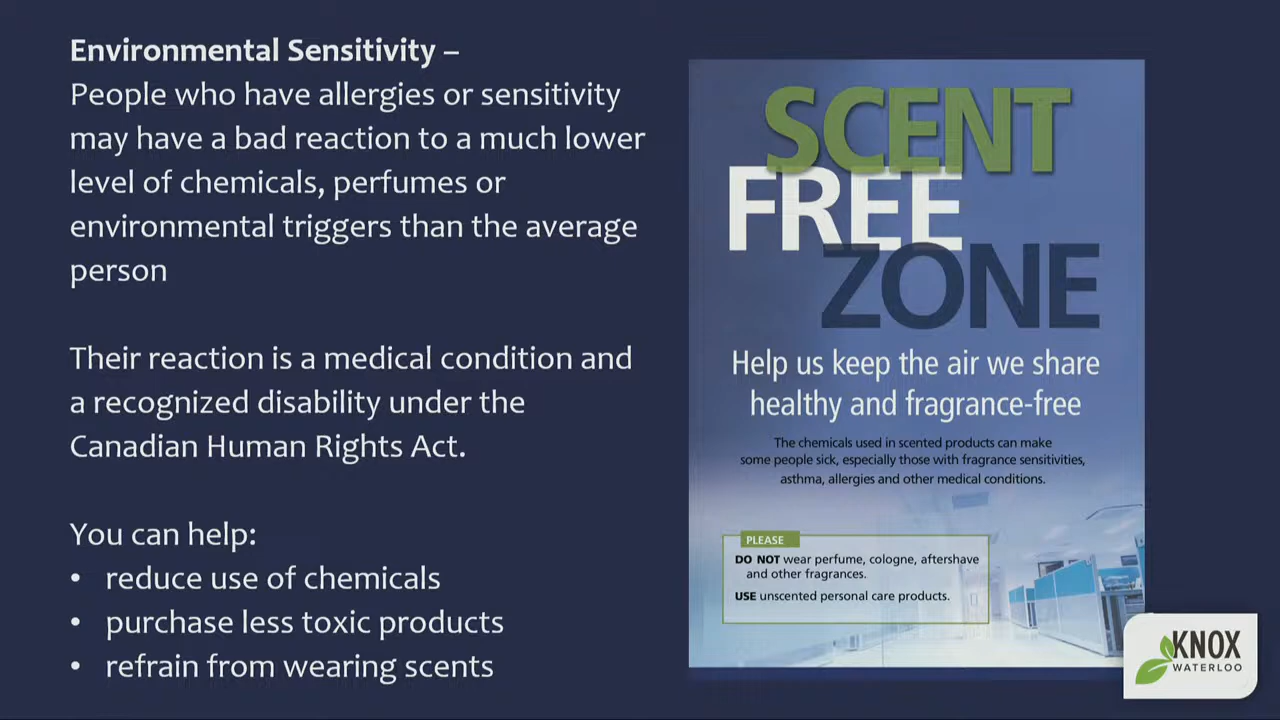 Environmental Sensitivity –
People who have allergies or sensitivity
may have a bad reaction to a much lower
level of chemicals, perfumes or
environmental triggers than the average
person
Their reaction is a medical condition and
a recognized disability under the
Canadian Human Rights Act.
You can help:
• reduce use of chemicals
• purchase less toxic products
• refrain from wearing scents
SCENT
FREE
ZONE
Help us keep the air we share
healthy and fragrance-free
The chemicals used in scented products can make
some people sick, especially those with fragrance sensitivities,
asthma, allergies and other medical conditions.
PLEASE
DO NOT wear perfume, cologne, aftershave
and other fragrances.
USE unscented personal care products.
KNOX
WATERLOO